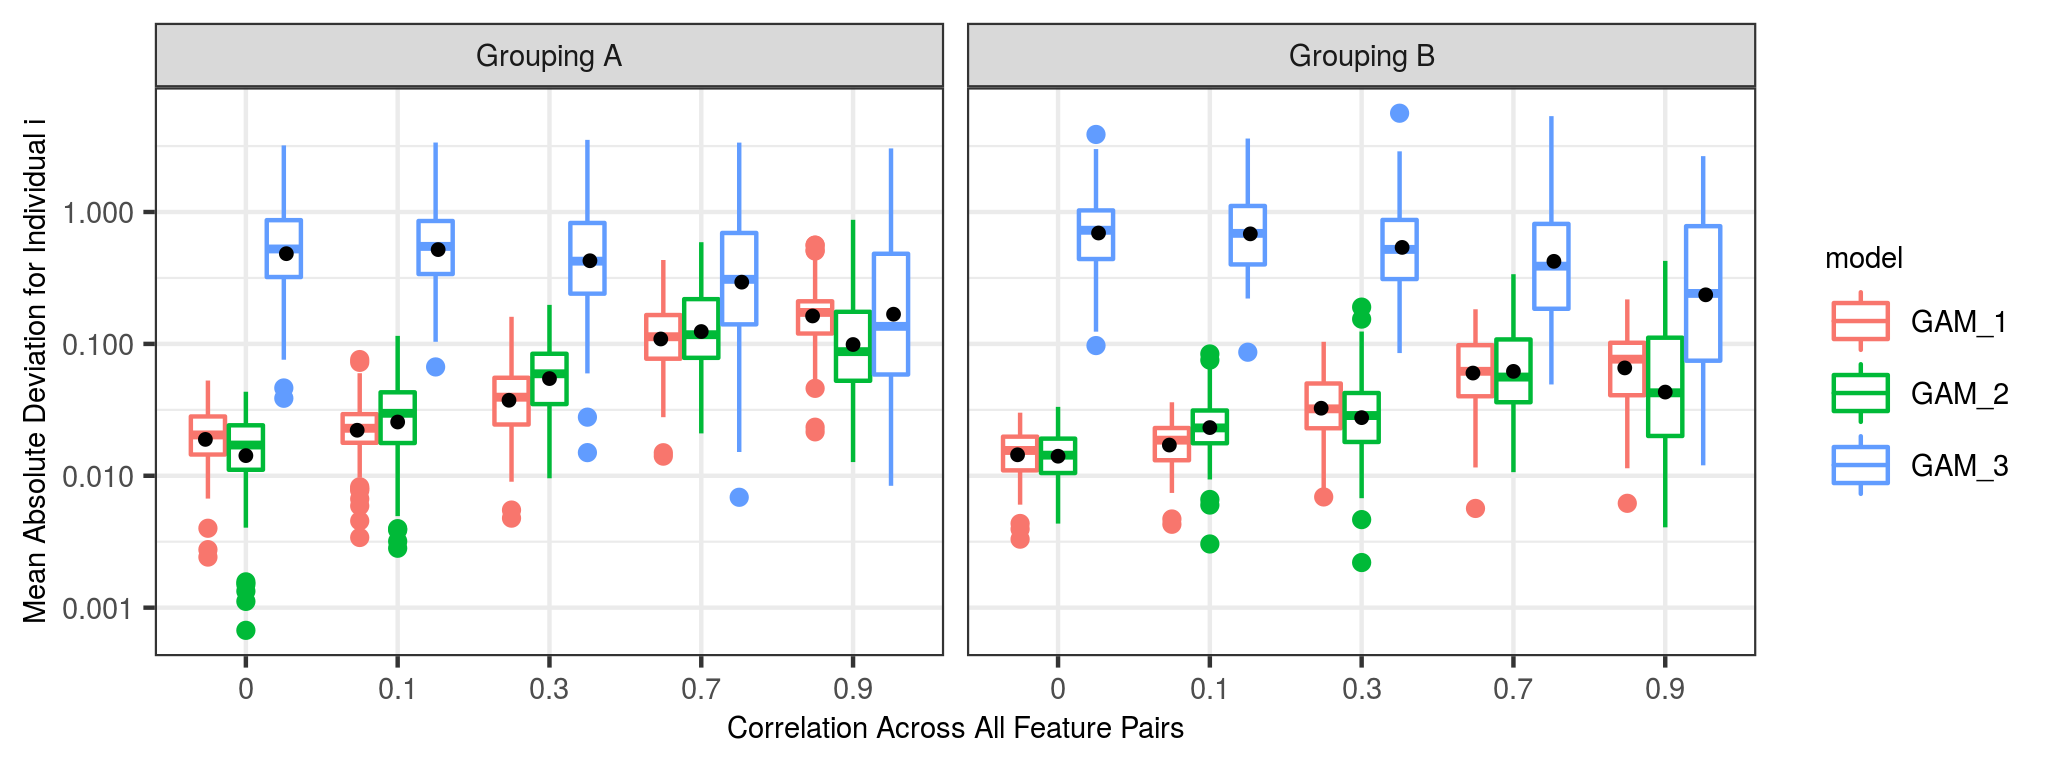 Grouping A
Grouping B
Mean Absolute Deviation for Individual i
1.000
0.100
0.010
0.001
0
0.1
0.3
0.7
0.9
0
0.1
0.3
0.7
0.9
Correlation Across All Feature Pairs
model
GAM_1
GAM_2
GAM_3